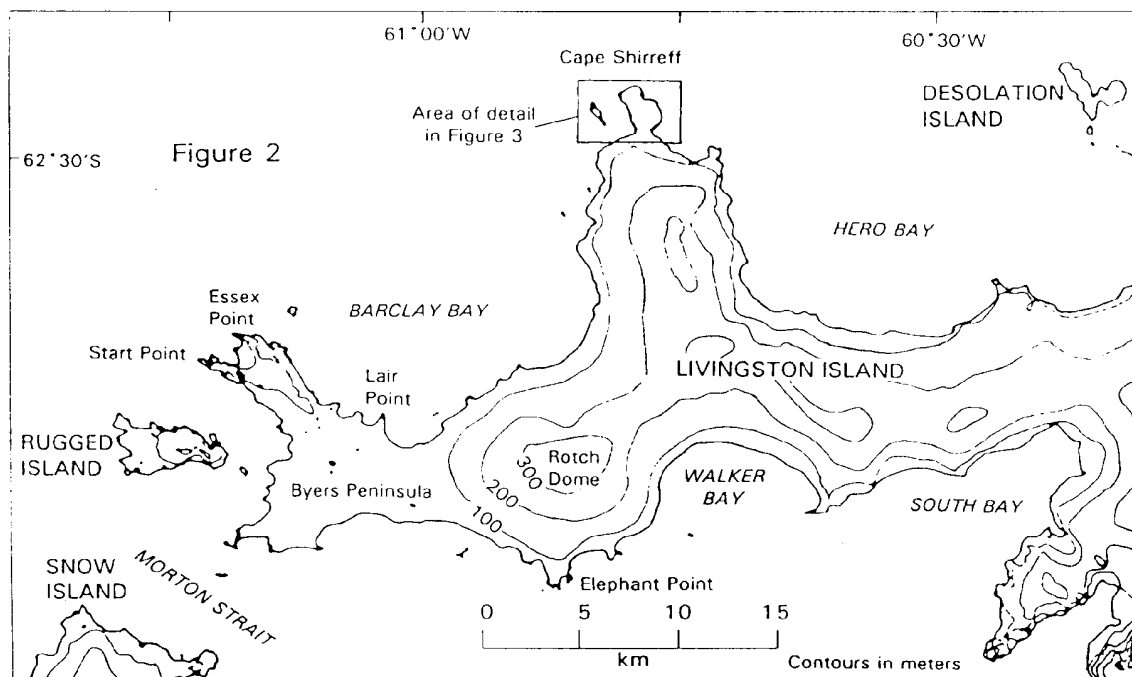 61°00'W
60°30'W
Cape Shirreff
DESOLATION
ISLAND
Area of detail
in Figure 3
62°30'S
Figure 2
HERO BAY
Essex
Point
BARCLAY BAY
Start Point
LIVINGSTON ISLAND
Lair
Point
RUGGED
ISLAND
Rotch
Dome
300
WALKER
BAY
Byers Peninsula
200
SOUTH BAY
100
SNOW
ISLAND
MORTON STRAIT
Elephant Point
0 5 10 15
km
Contours in meters